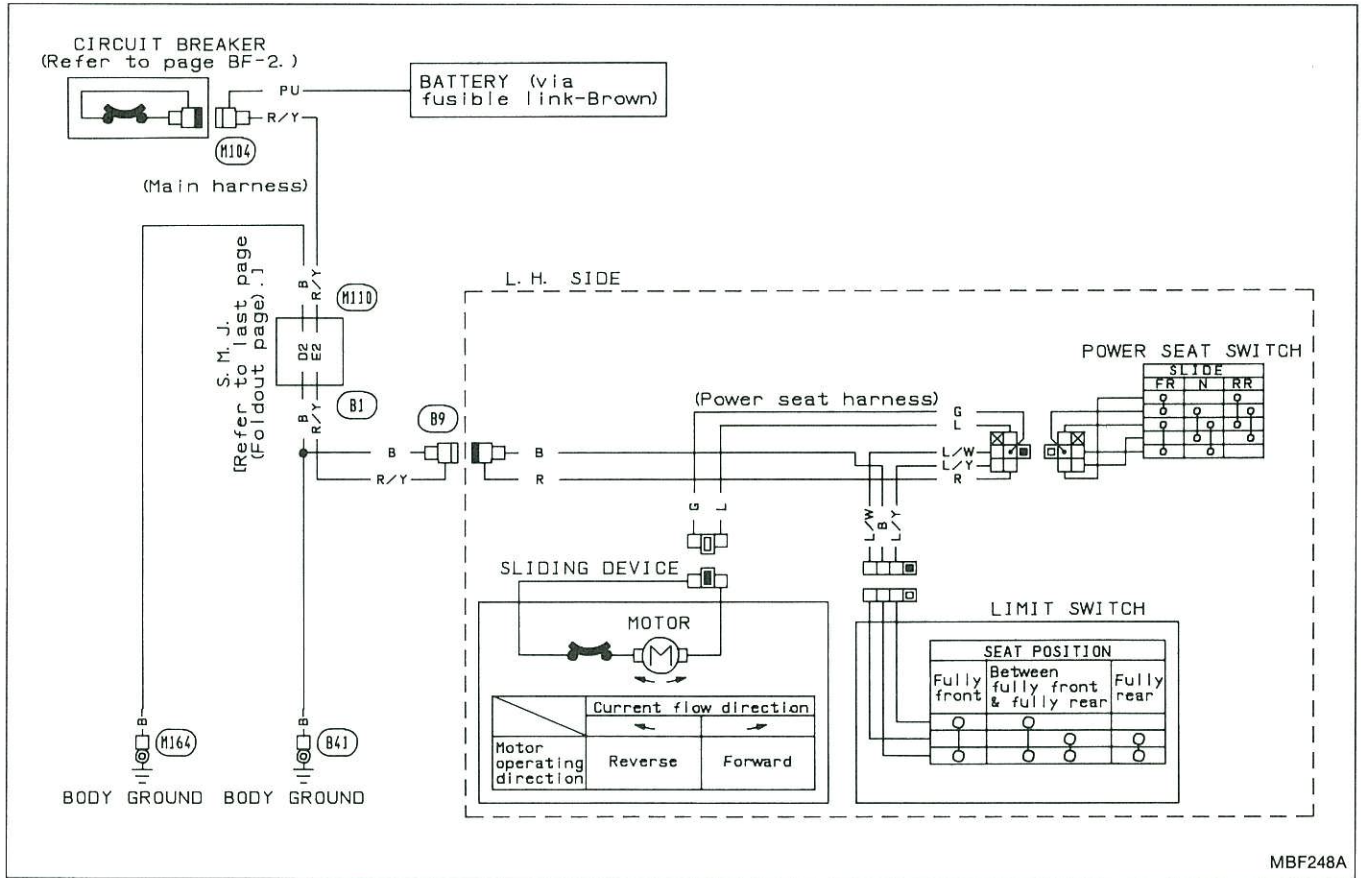 CIRCUIT BREAKER
(Refer to page BF-2.)
BATTERY (via
fusible link-Brown)
PU
R/Y
M104
(Main harness)
B
R/Y
M110
S. M. J.
[Refer to last page
(Foldout page).]
D2
E2
B
R/Y
B1
B9
B
R/Y
L. H. SIDE
B
R
(Power seat harness)
G
L
L/W
L/Y
R
POWER SEAT SWITCH
SLIDE
FR N RR
G
L
L/W
B
L/Y
SLIDING DEVICE
MOTOR
M
Current flow direction
Motor
operating
direction
Reverse
Forward
LIMIT SWITCH
SEAT POSITION
Fully
front
Between
fully front
& fully rear
Fully
rear
B
M164
BODY GROUND
B
B41
BODY GROUND
MBF248A